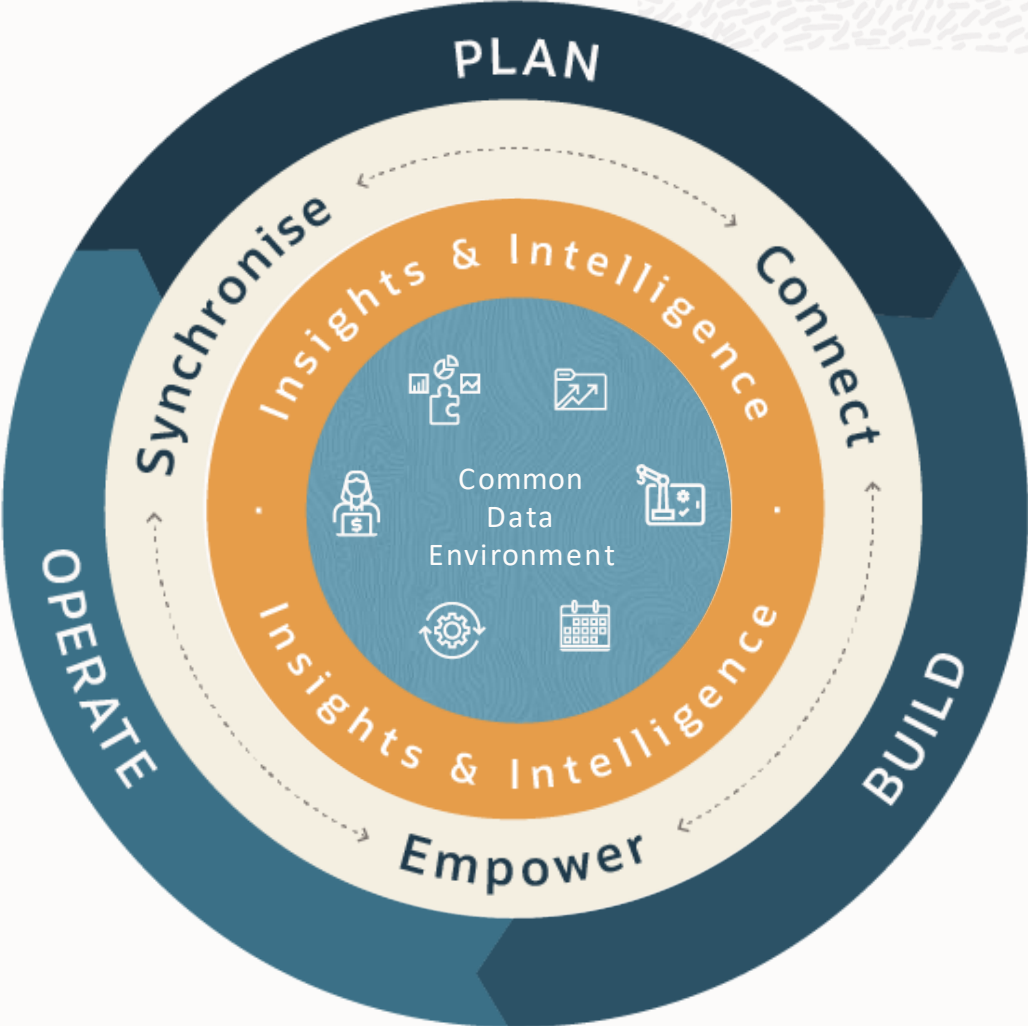 PLAN
Synchronise
Connect
Insights & Intelligence
Common
Data
Environment
$
OPERATE
BUILD
Insights & Intelligence
Empower